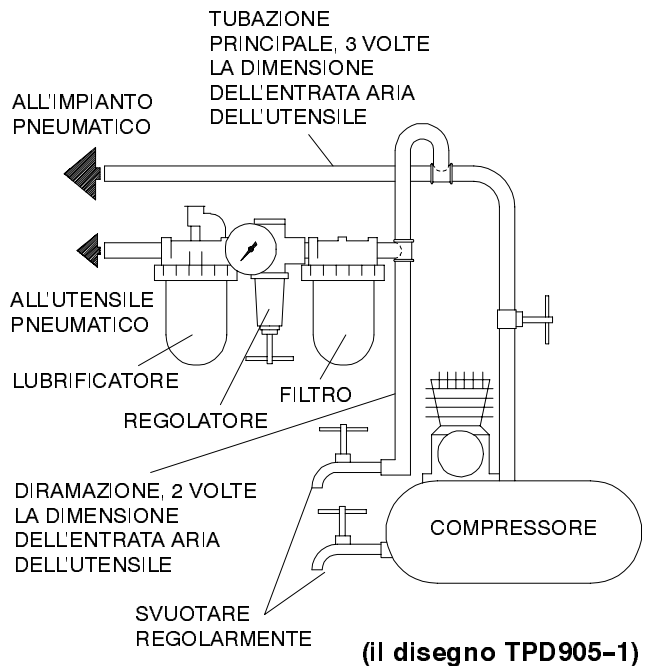 TUBAZIONE
PRINCIPALE, 3 VOLTE
LA DIMENSIONE
DELL'ENTRATA ARIA
DELL'UTENSILE
ALL'IMPIANTO
PNEUMATICO
ALL'UTENSILE
PNEUMATICO
LUBRIFICATORE
REGOLATORE
FILTRO
DIRAMAZIONE, 2 VOLTE
LA DIMENSIONE
DELL'ENTRATA ARIA
DELL'UTENSILE
COMPRESSORE
SVUOTARE
REGOLARMENTE
(il disegno TPD905–1)